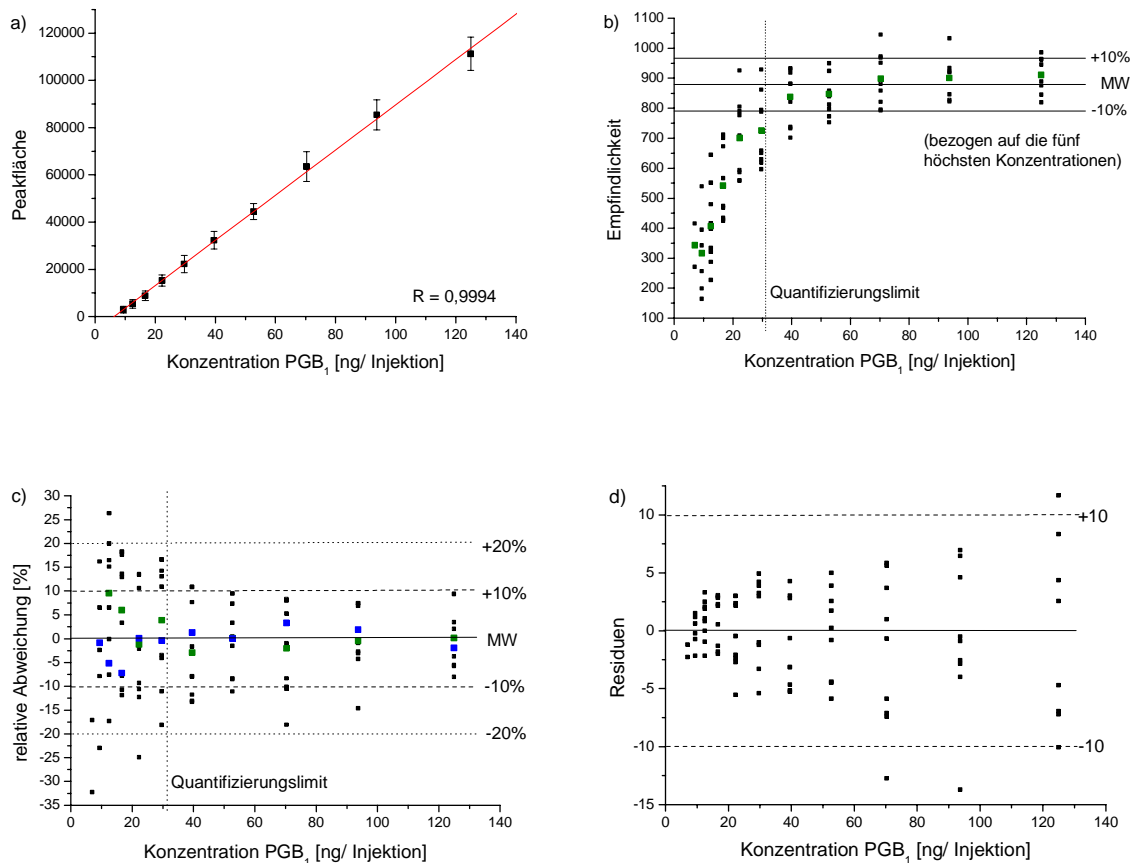 a)
140000
120000
100000
80000
60000
40000
20000
0
Peakfläche
R = 0,9994
0 20 40 60 80 100 120 140
Konzentration PGB1 [ng/ Injektion]
b)
1100
1000
900
800
700
600
500
400
300
200
100
Empfindlichkeit
+10%
MW
-10%
(bezogen auf die fünf
höchsten Konzentrationen)
Quantifizierungslimit
0 20 40 60 80 100 120 140
Konzentration PGB1 [ng/ Injektion]
c)
30
25
20
15
10
5
0
-5
-10
-15
-20
-25
-30
-35
relative Abweichung [%]
+20%
+10%
MW
-10%
-20%
Quantifizierungslimit
0 20 40 60 80 100 120 140
Konzentration PGB1 [ng/ Injektion]
d)
10
5
0
-5
-10
-15
Residuen
+10
-10
0 20 40 60 80 100 120 140
Konzentration PGB1 [ng/ Injektion]